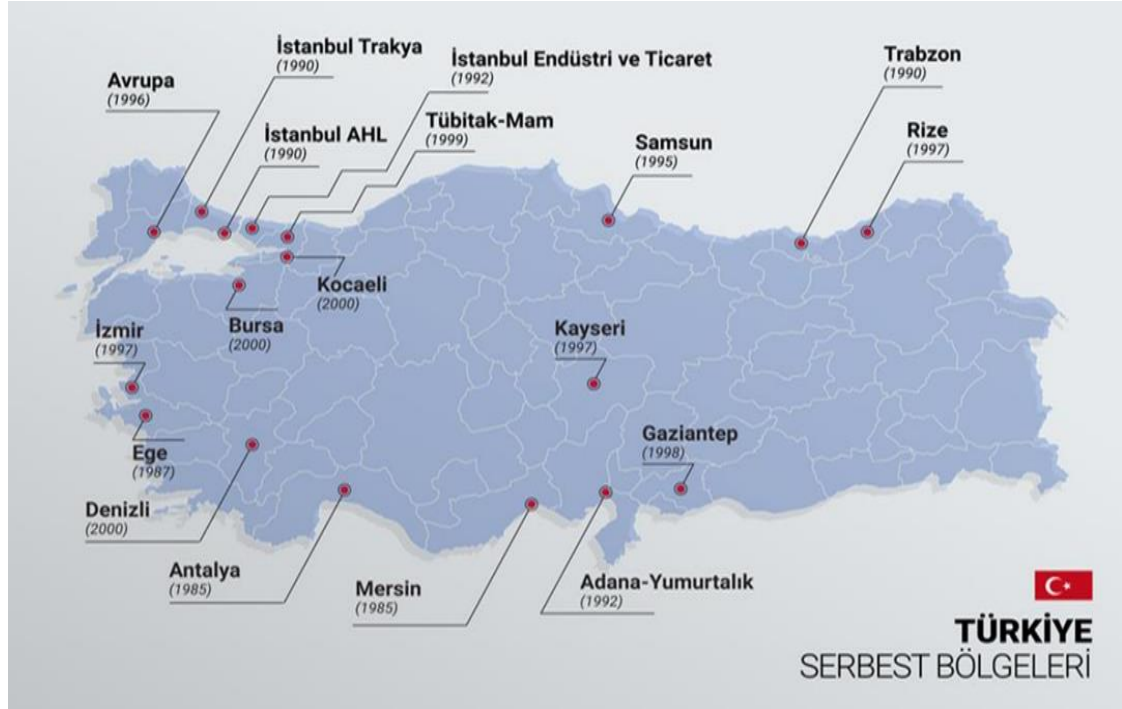 İstanbul Trakya
(1990)
İstanbul Endüstri ve Ticaret
(1992)
Trabzon
(1990)
Avrupa
(1996)
Tübitak-Mam
(1999)
İstanbul AHL
(1990)
Samsun
(1995)
Rize
(1997)
Kocaeli
(2000)
Bursa
(2000)
İzmir
(1997)
Kayseri
(1997)
Ege
(1987)
Gaziantep
(1998)
Denizli
(2000)
Antalya
(1985)
Mersin
(1985)
Adana-Yumurtalık
(1992)
TÜRKİYE
SERBEST BÖLGELERİ